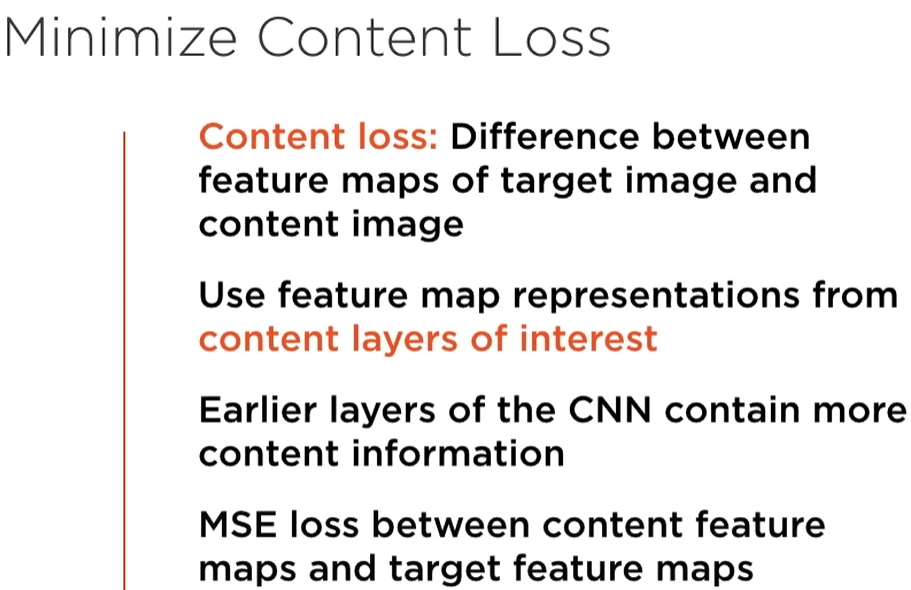 Minimize Content Loss
Content loss: Difference between
feature maps of target image and
content image
Use feature map representations from
content layers of interest
Earlier layers of the CNN contain more
content information
MSE loss between content feature
maps and target feature maps